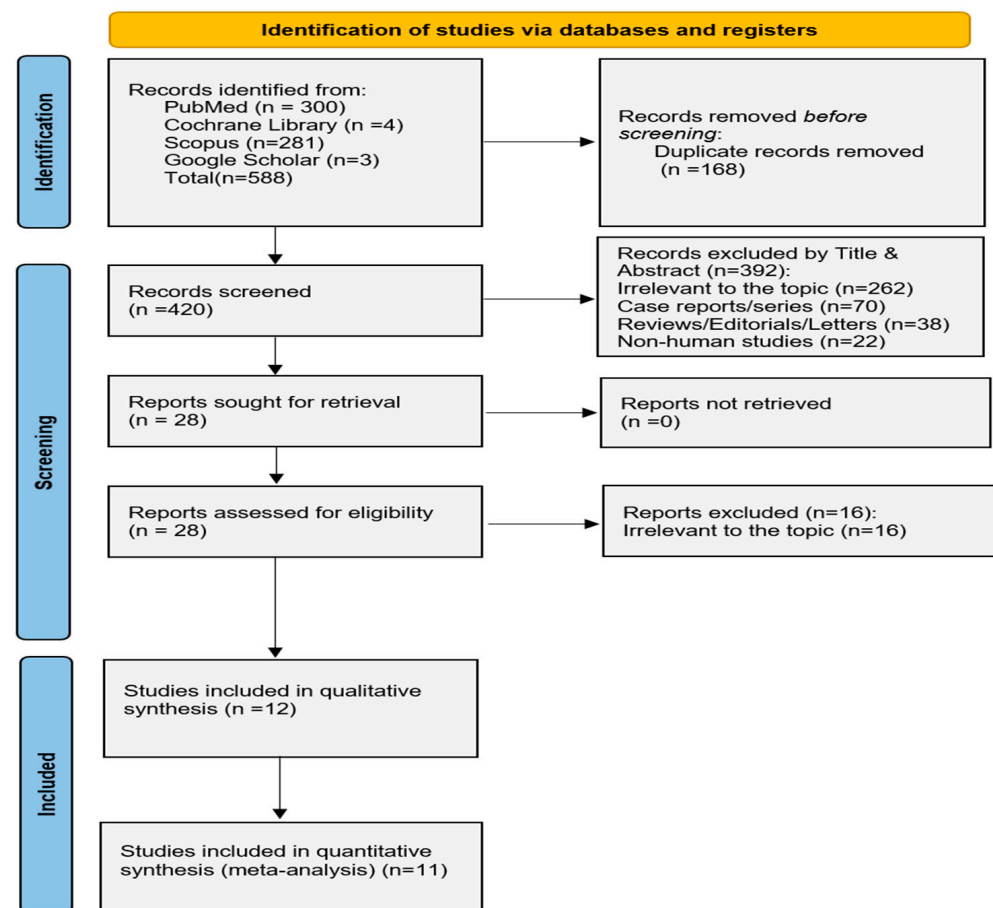 Identification of studies via databases and registers
Identification
Records identified from:
PubMed (n = 300)
Cochrane Library (n =4)
Scopus (n=281)
Google Scholar (n=3)
Total(n=588)
Records removed before
screening:
Duplicate records removed
(n =168)
Screening
Records screened
(n =420)
Records excluded by Title &
Abstract (n=392):
Irrelevant to the topic (n=262)
Case reports/series (n=70)
Reviews/Editorials/Letters (n=38)
Non-human studies (n=22)
Reports sought for retrieval
(n = 28)
Reports not retrieved
(n =0)
Reports assessed for eligibility
(n = 28)
Reports excluded (n=16):
Irrelevant to the topic (n=16)
Included
Studies included in qualitative
synthesis (n =12)
Studies included in quantitative
synthesis (meta-analysis) (n=11)